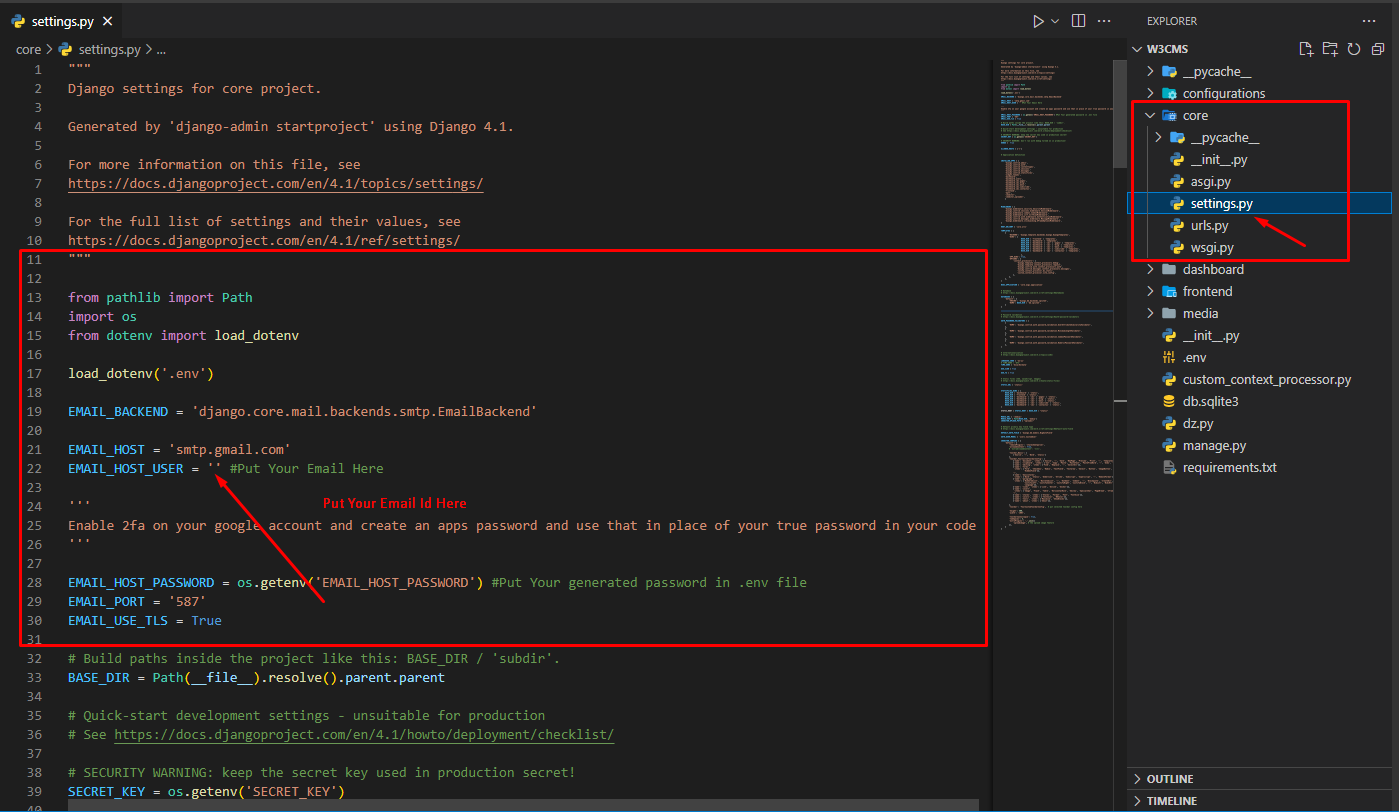 settings.py
core > settings.py > ...
1 """
2 Django settings for core project.
3
4 Generated by 'django-admin startproject' using Django 4.1.
5
6 For more information on this file, see
7 https://docs.djangoproject.com/en/4.1/topics/settings/
8
9 For the full list of settings and their values, see
10 https://docs.djangoproject.com/en/4.1/ref/settings/
11 """
12
13 from pathlib import Path
14 import os
15 from dotenv import load_dotenv
16
17 load_dotenv('.env')
18
19 EMAIL_BACKEND = 'django.core.mail.backends.smtp.EmailBackend'
20
21 EMAIL_HOST = 'smtp.gmail.com'
22 EMAIL_HOST_USER = '' #Put Your Email Here
23
Put Your Email Id Here
24 '''
25 Enable 2fa on your google account and create an apps password and use that in place of your true password in your code
26 '''
27
28 EMAIL_HOST_PASSWORD = os.getenv('EMAIL_HOST_PASSWORD') #Put Your generated password in .env file
29 EMAIL_PORT = '587'
30 EMAIL_USE_TLS = True
31
32 # Build paths inside the project like this: BASE_DIR / 'subdir'.
33 BASE_DIR = Path(__file__).resolve().parent.parent
34
35 # Quick-start development settings - unsuitable for production
36 # See https://docs.djangoproject.com/en/4.1/howto/deployment/checklist/
37
38 # SECURITY WARNING: keep the secret key used in production secret!
39 SECRET_KEY = os.getenv('SECRET_KEY')
40
EXPLORER
W3CMS
__pycache__
configurations
core
__pycache__
__init__.py
asgi.py
settings.py
urls.py
wsgi.py
dashboard
frontend
media
__init__.py
.env
custom_context_processor.py
db.sqlite3
dz.py
manage.py
requirements.txt
OUTLINE
TIMELINE